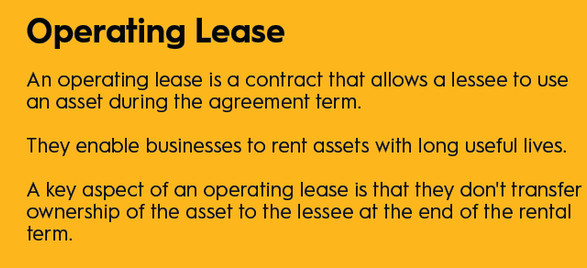 Operating Lease
An operating lease is a contract that allows a lessee to use
an asset during the agreement term.
They enable businesses to rent assets with long useful lives.
A key aspect of an operating lease is that they don't transfer
ownership of the asset to the lessee at the end of the rental
term.